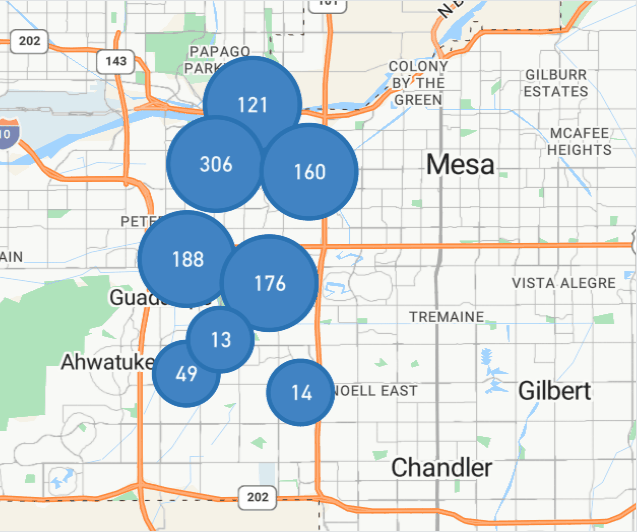 101
N B
202
143
PAPAGO
PARK
COLONY
BY THE
GREEN
GILBURR
ESTATES
121
10
MCAFEE
HEIGHTS
306
160
Mesa
PETE
AIN
188
176
VISTA ALEGRE
Guad
TREMAINE
13
Ahwatuke
49
14
NOELL EAST
Gilbert
Chandler
202